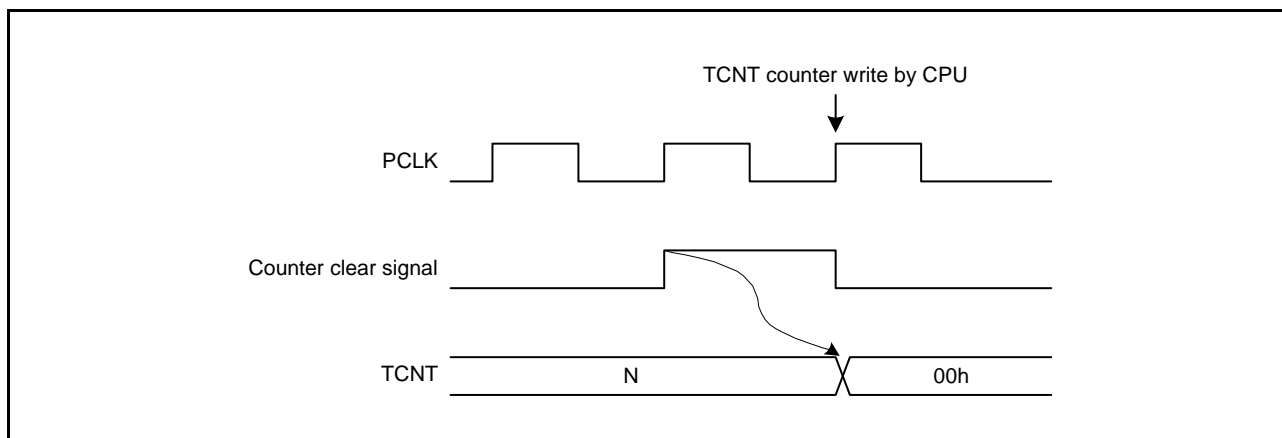 TCNT counter write by CPU
PCLK
Counter clear signal
TCNT
N
00h